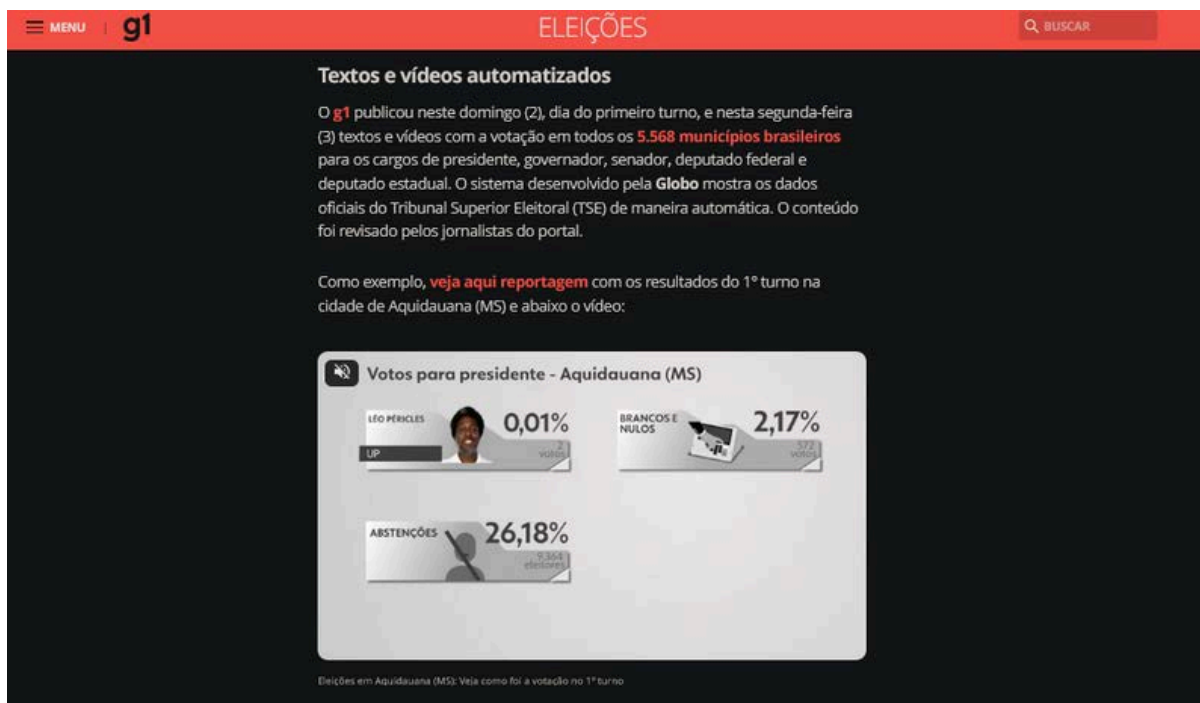 MENU
g1
ELEIÇÕES
BUSCAR
Textos e vídeos automatizados
O g1 publicou neste domingo (2), dia do primeiro turno, e nesta segunda-feira
(3) textos e vídeos com a votação em todos os 5.568 municípios brasileiros
para os cargos de presidente, governador, senador, deputado federal e
deputado estadual. O sistema desenvolvido pela Globo mostra os dados
oficiais do Tribunal Superior Eleitoral (TSE) de maneira automática. O conteúdo
foi revisado pelos jornalistas do portal.
Como exemplo, veja aqui reportagem com os resultados do 1º turno na
cidade de Aquidauana (MS) e abaixo o vídeo:
Votos para presidente - Aquidauana (MS)
LÉO PÉRICLES
UP
0,01%
2
votos
BRANCOS E
NULOS
2,17%
572
votos
ABSTENÇÕES
26,18%
9.364
eleitores
Eleições em Aquidauana (MS): Veja como foi a votação no 1º turno